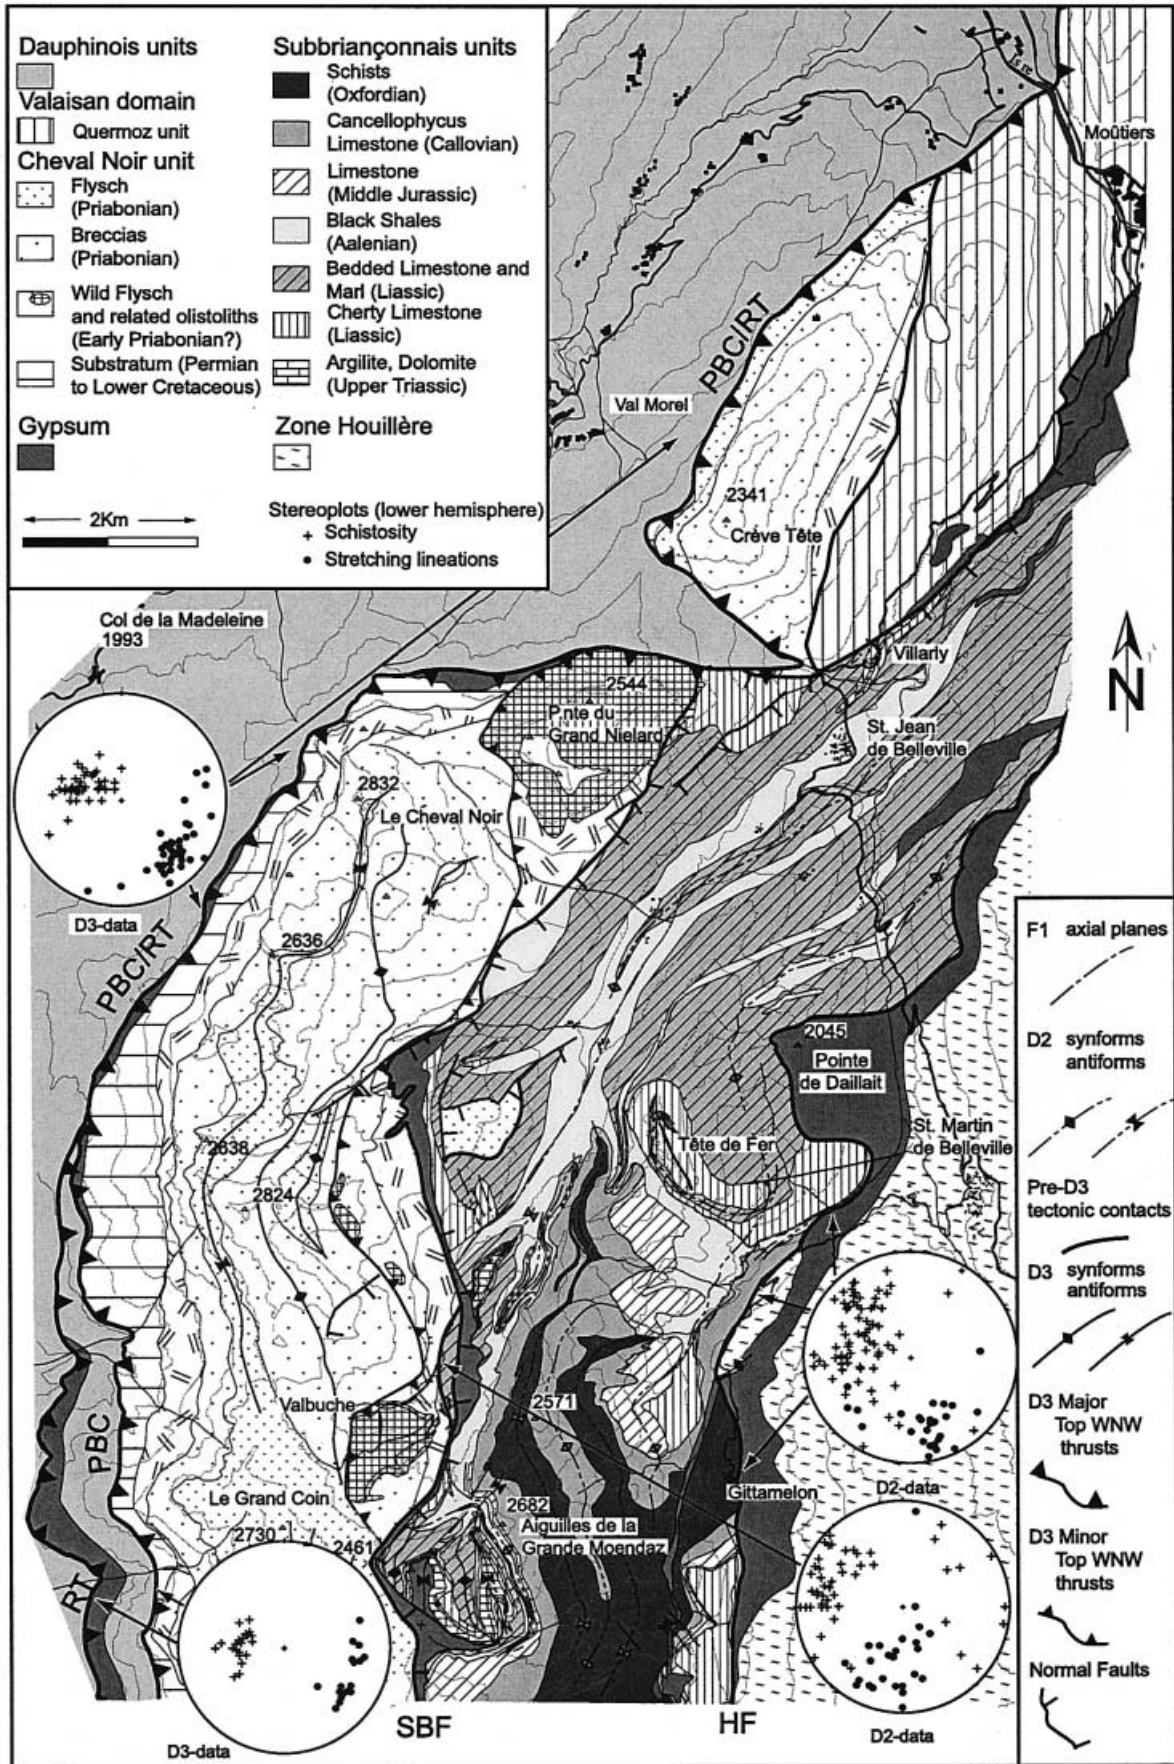 Dauphinois units
Valaisan domain
Quermoz unit
Cheval Noir unit
Flysch
(Priabonian)
Breccias
(Priabonian)
Wild Flysch
and related olistoliths
(Early Priabonian?)
Substratum (Permian
to Lower Cretaceous)
Gypsum
2Km
Subbriançonnais units
Schists
(Oxfordian)
Cancellophycus
Limestone (Callovian)
Limestone
(Middle Jurassic)
Black Shales
(Aalenian)
Bedded Limestone and
Marl (Liassic)
Cherty Limestone
(Liassic)
Argilite, Dolomite
(Upper Triassic)
Zone Houillère
Stereoplots (lower hemisphere)
+ Schistosity
• Stretching lineations
Moûtiers
PBC/RT
Val Morel
2341
Crève Tête
Col de la Madeleine
1993
N
Villarly
2544
Pnte du
Grand Nielard
St. Jean
de Belleville
2832
Le Cheval Noir
D3-data
2636
PBC/RT
2045
Pointe
de Daillait
2638
Tête de Fer
St. Martin
de Belleville
2824
Valbuche
2571
PBC
Le Grand Coin
Gittamelon
D2-data
2682
Aiguilles de la
Grande Moendaz
2730
2461
RT
D3-data
SBF
HF
D2-data
F1 axial planes
D2 synforms
antiforms
Pre-D3
tectonic contacts
D3 synforms
antiforms
D3 Major
Top WNW
thrusts
D3 Minor
Top WNW
thrusts
Normal Faults